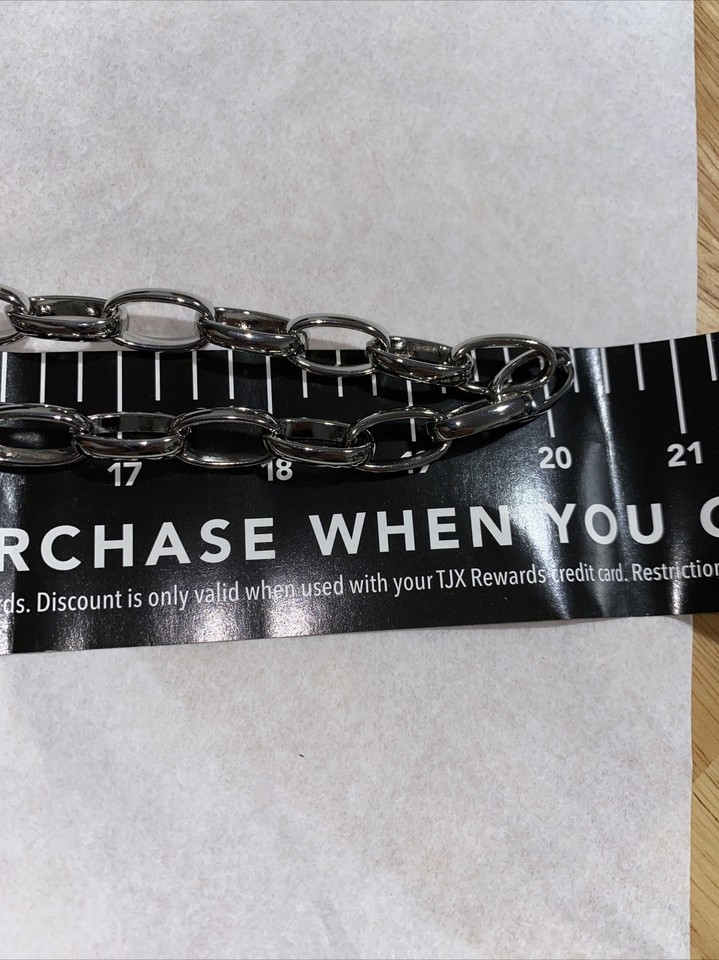 17 18 19 20 21
RCHASE WHEN YOU
rds. Discount is only valid when used with your TJX Rewards credit card. Restriction